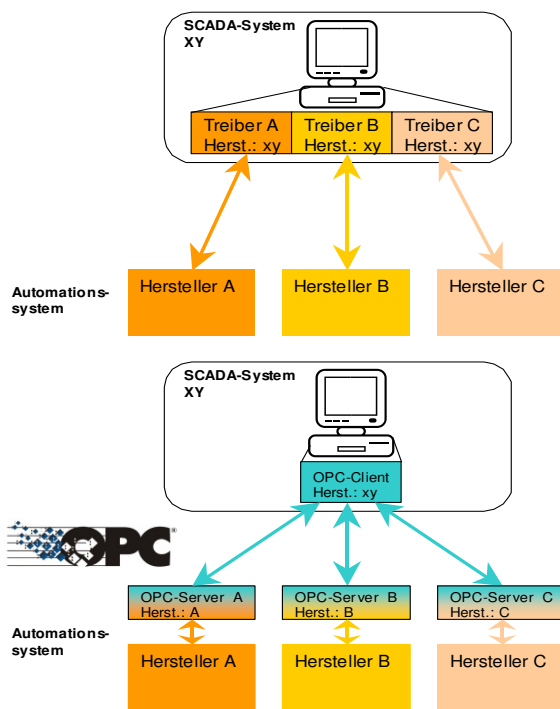 SCADA-System
XY
Treiber A
Herst.: xy
Treiber B
Herst.: xy
Treiber C
Herst.: xy
Automations-
system
Hersteller A
Hersteller B
Hersteller C
SCADA-System
XY
OPC-Client
Herst.: xy
OPC®
OPC-Server A
Herst.: A
OPC-Server B
Herst.: B
OPC-Server C
Herst.: C
Automations-
system
Hersteller A
Hersteller B
Hersteller C